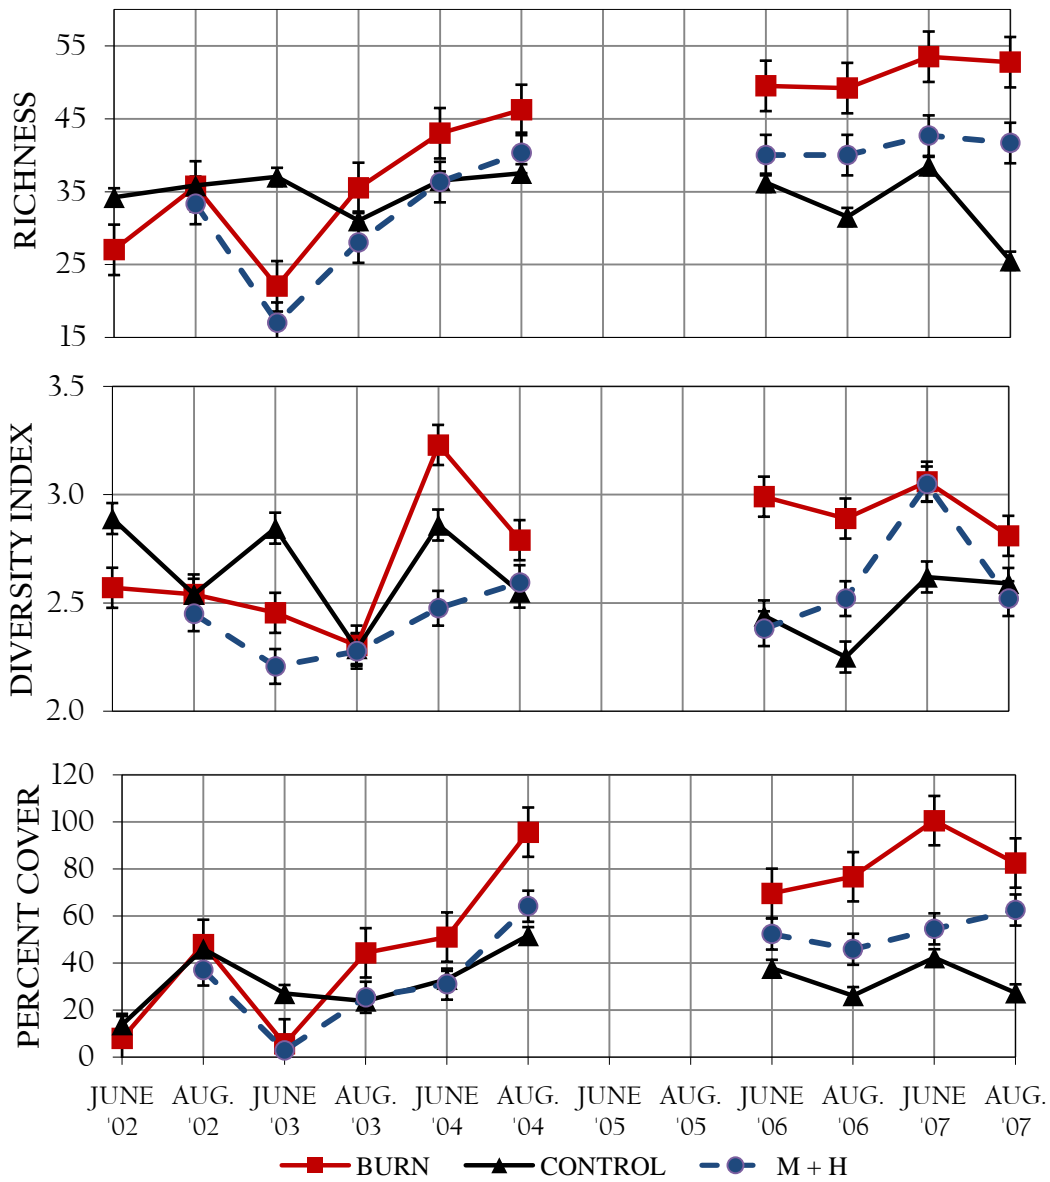 RICHNESS
55
45
35
25
15
DIVERSITY INDEX
3.5
3.0
2.5
2.0
PERCENT COVER
120
100
80
60
40
20
0
JUNE AUG. JUNE AUG. JUNE AUG. JUNE AUG. JUNE AUG. JUNE AUG.
'02 '02 '03 '03 '04 '04 '05 '05 '06 '06 '07 '07
BURN CONTROL M + H